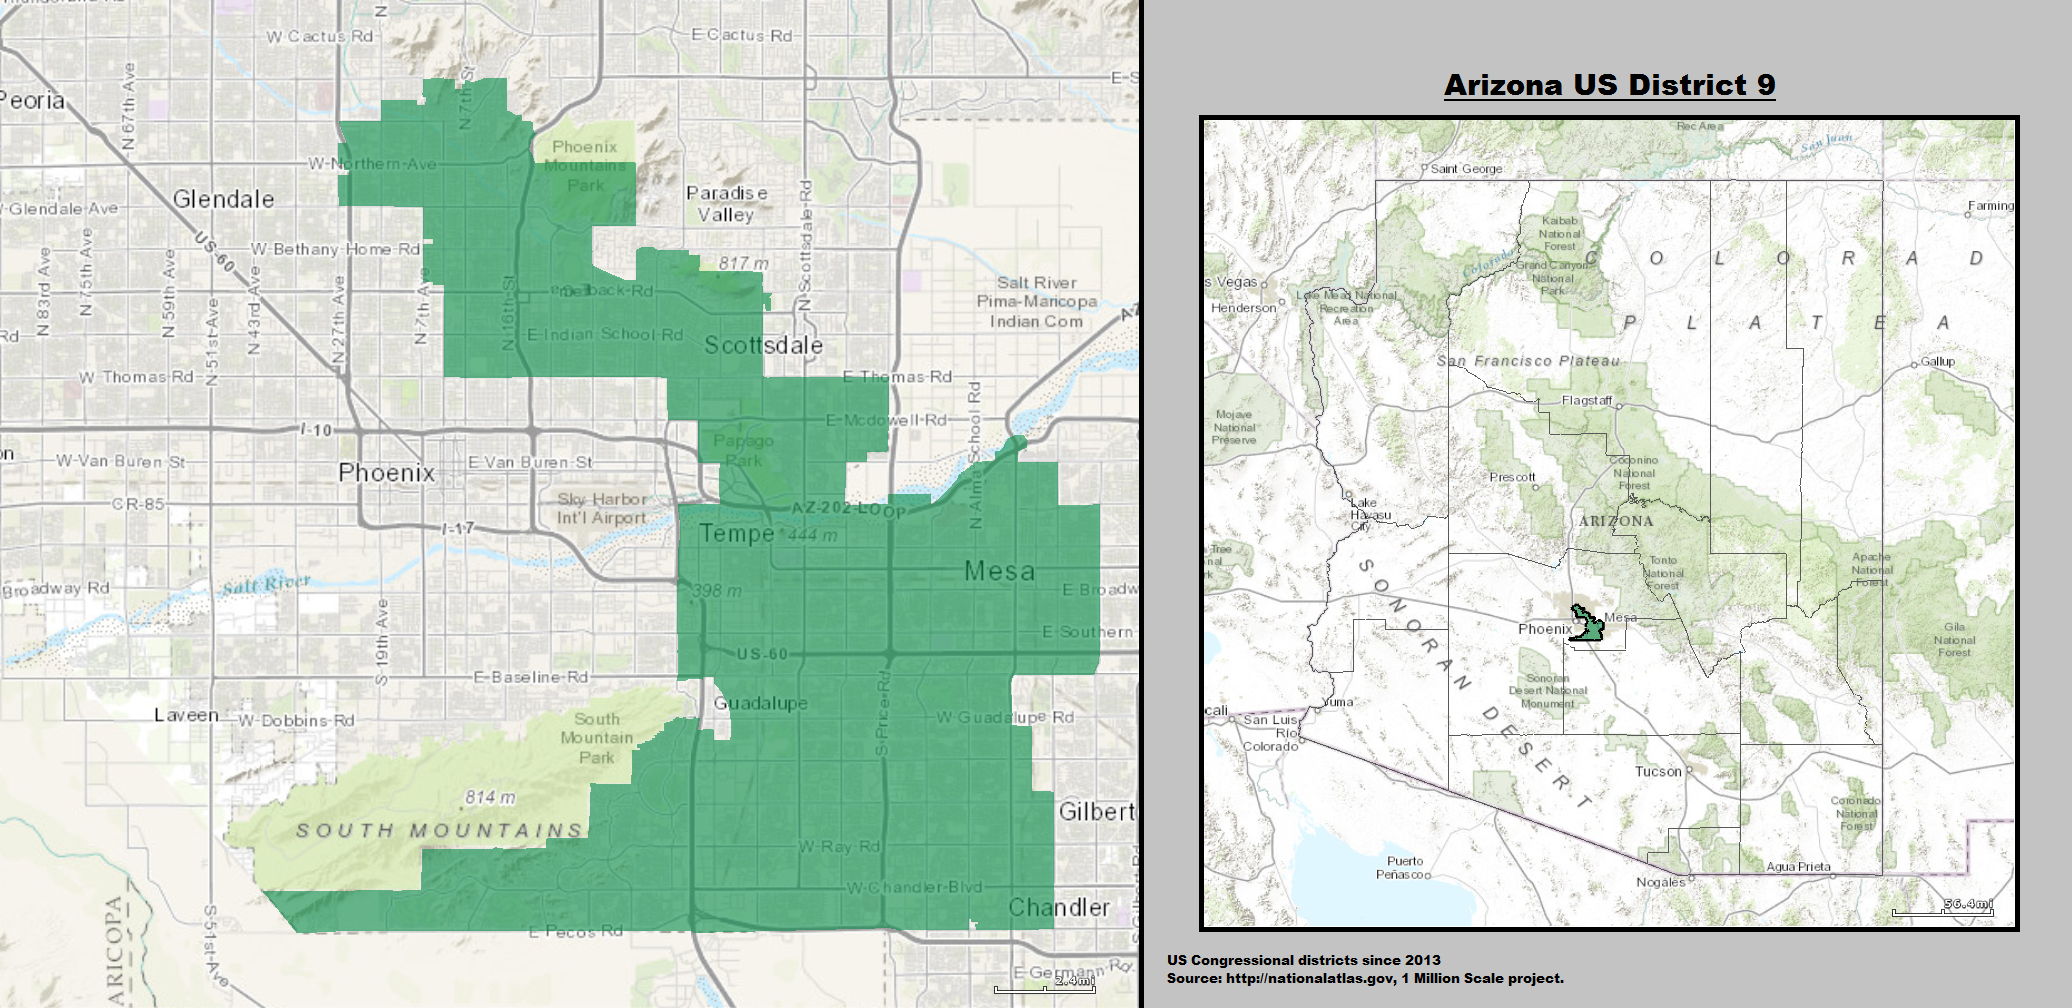 W Cactus Rd
E Cactus Rd
E-S
Peoria
N-67th-Ave
N-7th-St
Phoenix
Mountains
Park
W-Northern-Ave
Glendale
W-Glendale-Ave
Paradise
Valley
N-Scottsdale-Rd
US-60
W Bethany-Home-Rd
N 83rd Ave
N-75th-Ave
N 59th Ave
N-51st-Ave
N-43rd-Ave
N-27th-Ave
N-7th-Ave
N-16th-St
817 m
Salt River
Pima-Maricopa
Indian Com
E-Indian School-Rd
Scottsdale
W Thomas-Rd
E Thomas-Rd
I-10
E-Mcdowell-Rd
Papago
Park
W-Van Buren-St
Phoenix
E Van Buren-St
Sky Harbor
Int'l Airport
CR-85
I-17
AZ-202-LOOP
N Alma School Rd
Tempe
444 m
Mesa
Broadway Rd
Salt River
398 m
E Broadw
E-Southern
US-60
S-19th-Ave
E-Baseline-Rd
Guadalupe
S-Price-Rd
W-Guadalupe Rd
Laveen
W-Dobbins-Rd
South
Mountain
Park
814 m
SOUTH MOUNTAINS
Gilbert
W-Ray Rd
W-Chandler-Blvd
Chandler
E Pecos Rd
ARICOPA
S-51st-Ave
E-Germann-Rd
2.4mi
Arizona US District 9
Rec Area
San Juan
Saint George
Farming
Kaibab
National
Forest
Colorado
Grand Canyon
National
Park
COLORAD
s Vegas
Henderson
Lake Mead National
Recreation
Area
PLATEA
San Francisco Plateau
Gallup
Mojave
National
Preserve
Flagstaff
Coconino
National
Forest
Prescott
Lake
Havasu
City
ARIZONA
Tree
nal
rk
Tonto
National
Forest
Apache
National
Forest
SONORAN DESERT
Mesa
Phoenix
Gila
National
Forest
Sonoran
Desert National
Monument
cali
Yuma
San Luis
Río
Colorado
Tucson
Coronado
National
Forest
Puerto
Peñasco
Agua Prieta
Nogales
56.4mi
US Congressional districts since 2013
Source: http://nationalatlas.gov, 1 Million Scale project.